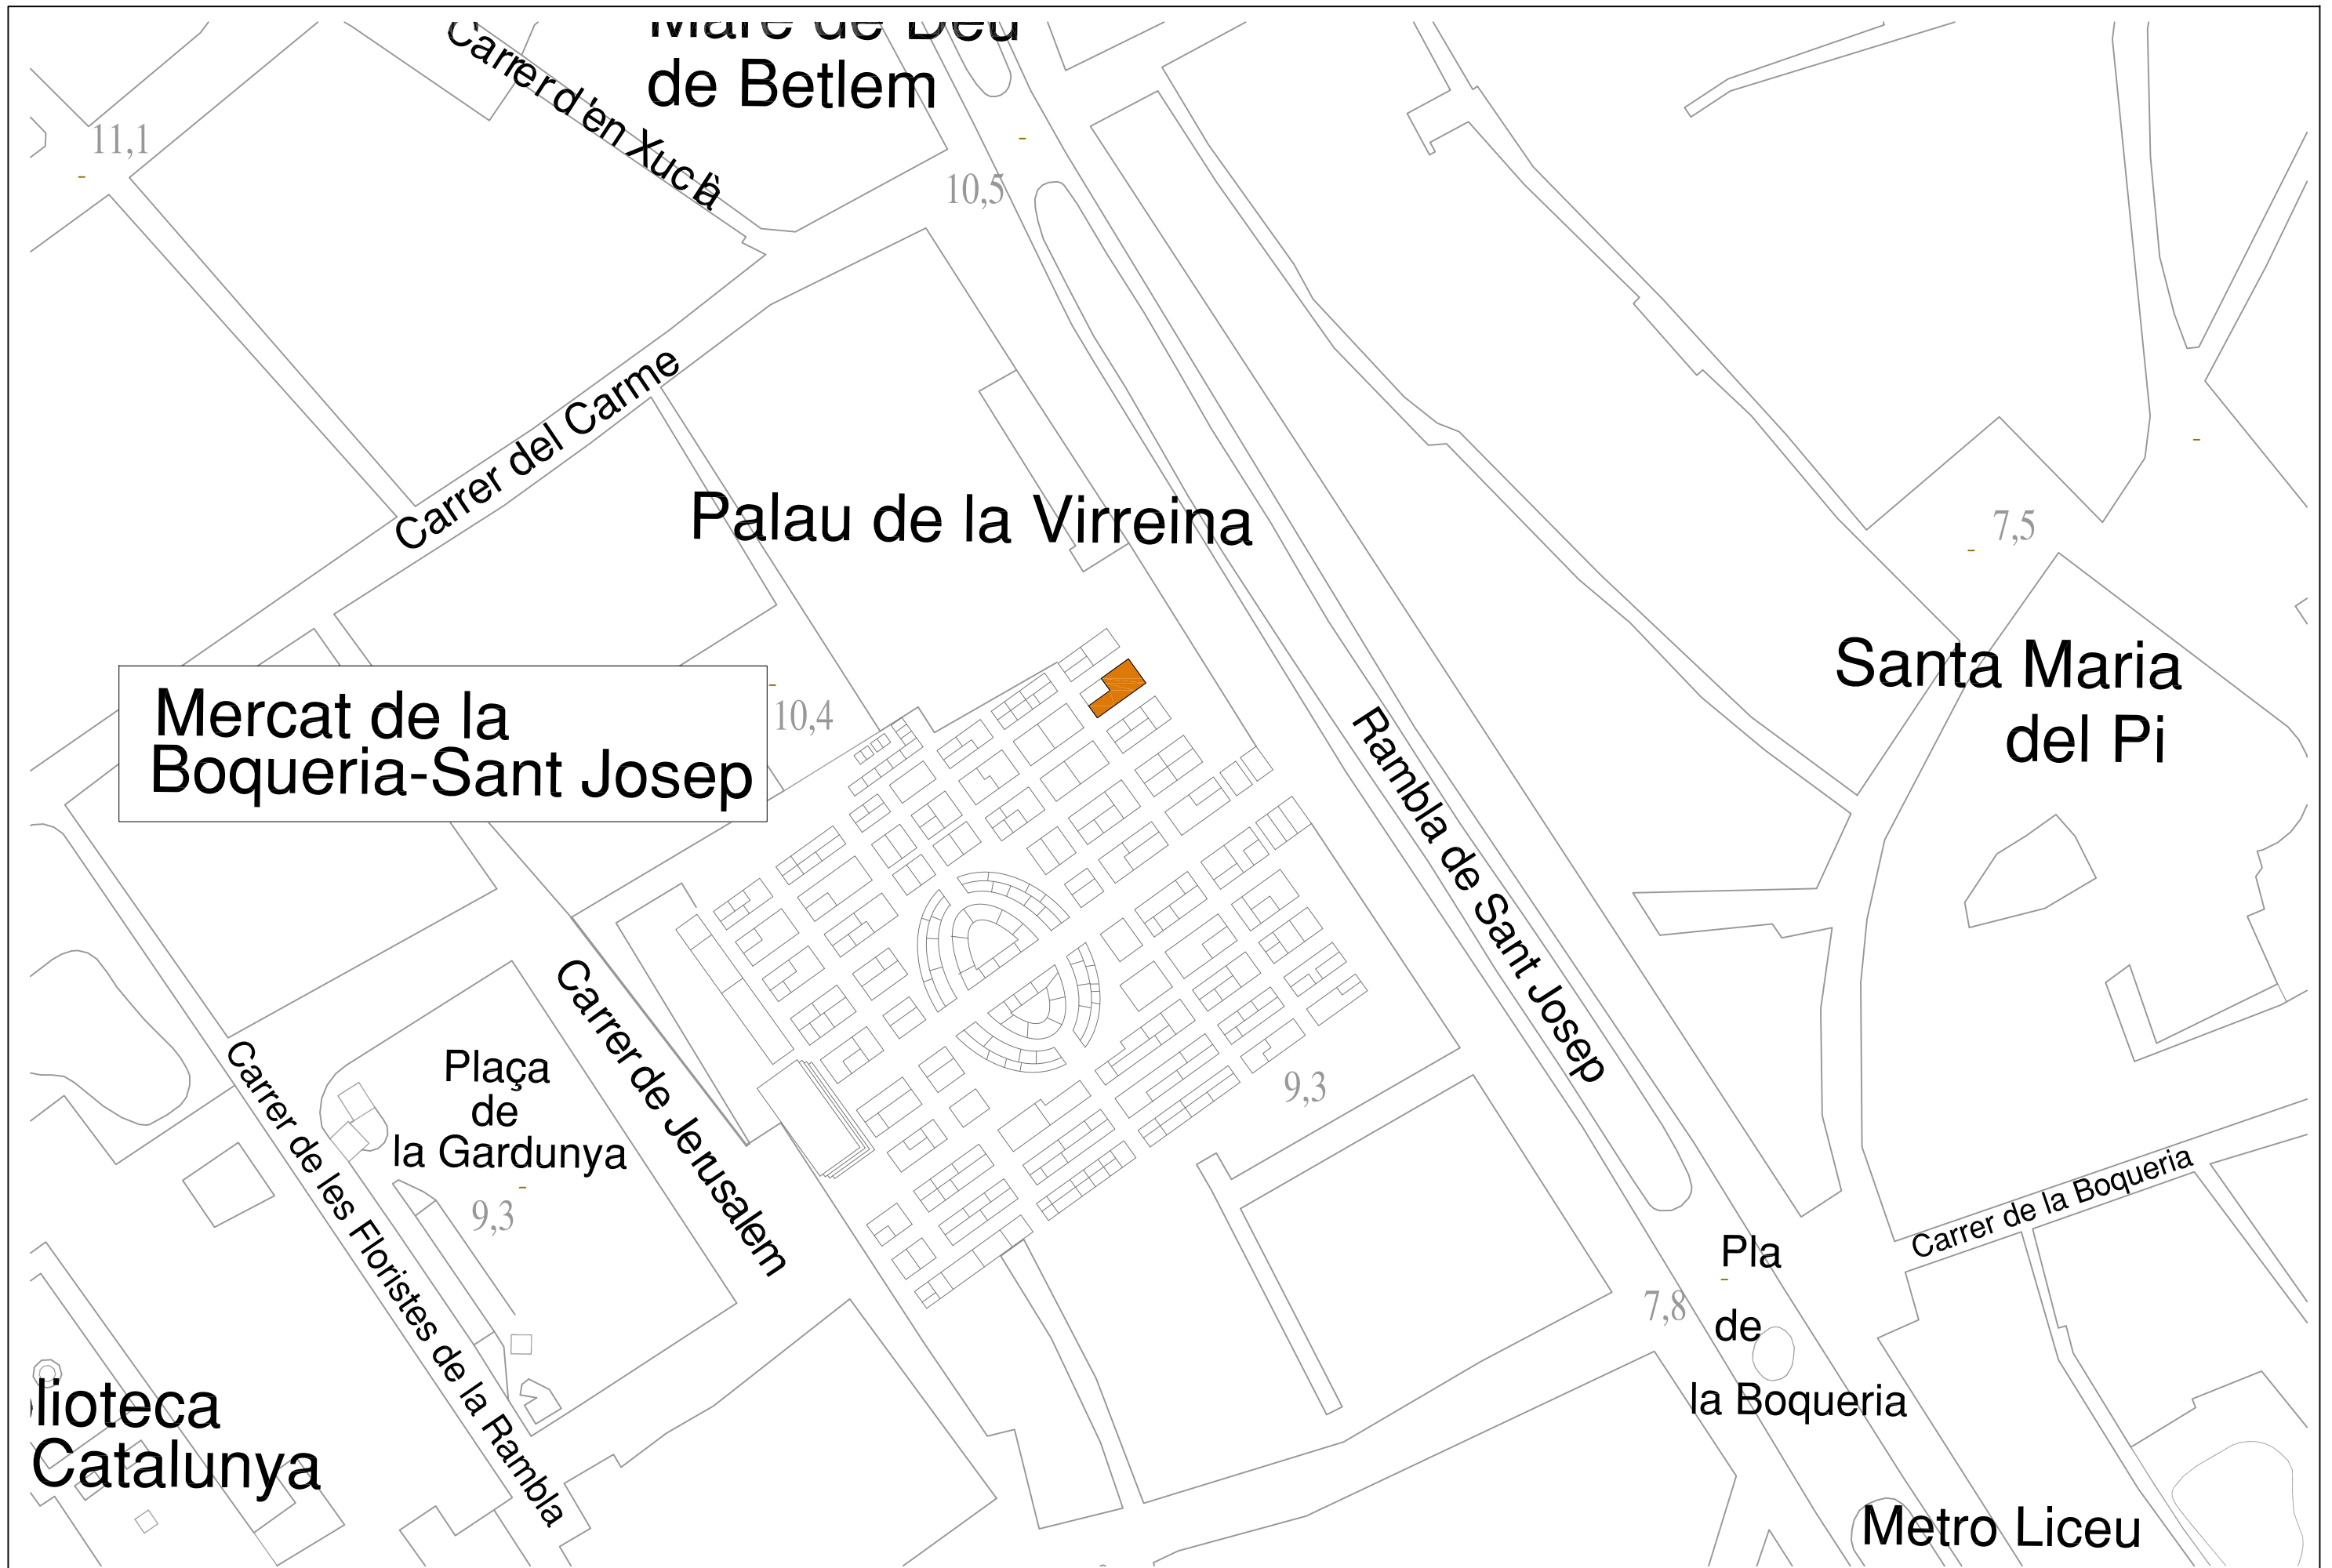 Mare de Deu
de Betlem
Carrer d'en Xuclà
11,1
10,5
Carrer del Carme
Palau de la Virreina
7,5
Santa Maria
del Pi
Mercat de la
Boqueria-Sant Josep
10,4
Rambla de Sant Josep
Carrer de Jerusalem
Plaça
de
la Gardunya
9,3
9,3
Carrer de les Floristes de la Rambla
Carrer de la Boqueria
Pla
de
la Boqueria
7,8
lioteca
Catalunya
Metro Liceu